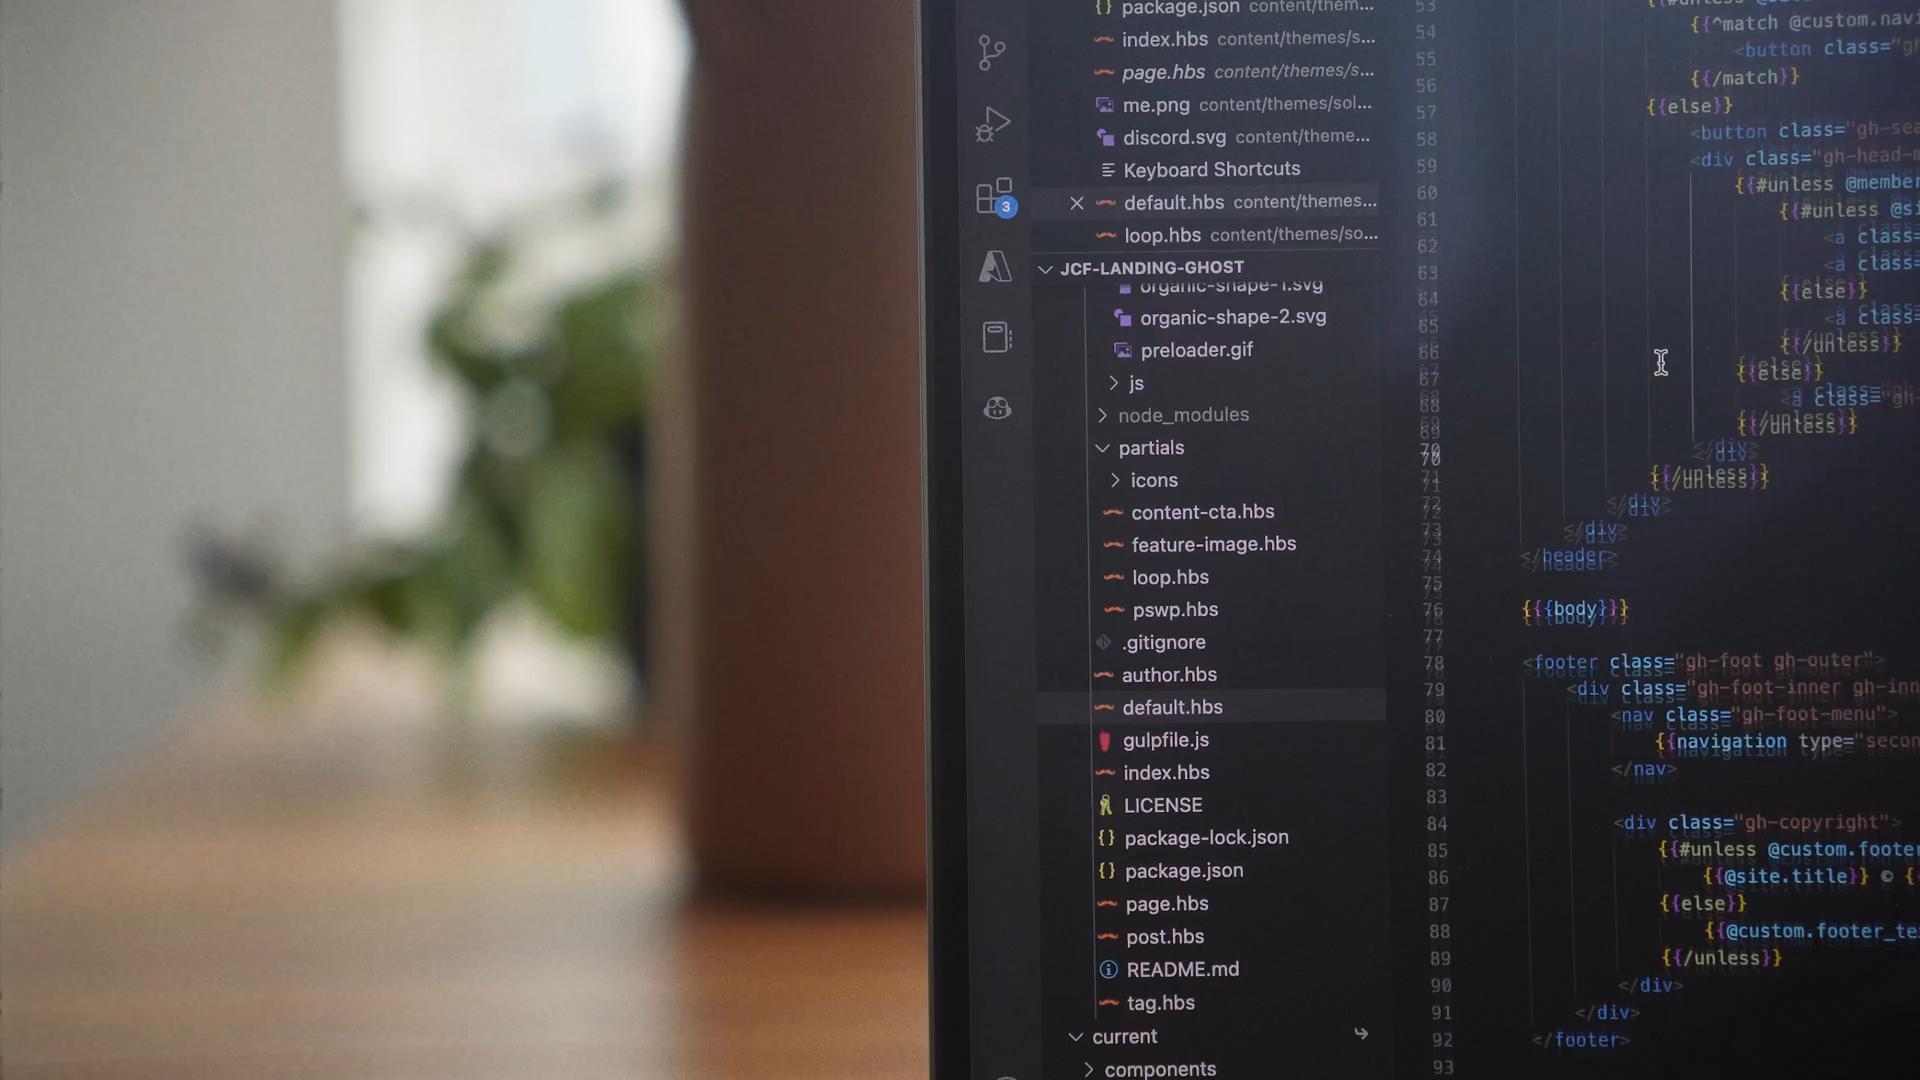 package.json content/them...
index.hbs content/themes/s...
page.hbs content/themes/s...
me.png content/themes/sol...
discord.svg content/theme...
Keyboard Shortcuts
default.hbs content/themes...
loop.hbs content/themes/so...
3
JCF-LANDING-GHOST
organic-shape-1.svg
organic-shape-2.svg
preloader.gif
js
node_modules
partials
icons
content-cta.hbs
feature-image.hbs
loop.hbs
pswp.hbs
.gitignore
author.hbs
default.hbs
gulpfile.js
index.hbs
LICENSE
package-lock.json
package.json
page.hbs
post.hbs
README.md
tag.hbs
current
components
53
54 {{^match @custom.navi
55 <button class="
56 {{/match}}
57 {{else}}
58 <button class="gh-sea
59 <div class="gh-head-m
60 {{#unless @member
61 {{#unless @si
62 <a class=
63 <a class=
64 {{else}}
65 <a class=
66 {{/unless}}
67 {{else}}
68 <a class="gh-
69 {{/unless}}
70 </div>
71 {{/unless}}
72 </div>
73 </div>
74 </header>
75
76 {{{body}}}
77
78 <footer class="gh-foot gh-outer">
79 <div class="gh-foot-inner gh-inn
80 <nav class="gh-foot-menu">
81 {{navigation type="secon
82 </nav>
83
84 <div class="gh-copyright">
85 {{#unless @custom.footer
86 {{@site.title}} © {
87 {{else}}
88 {{@custom.footer_te
89 {{/unless}}
90 </div>
91 </div>
92 </footer>
93